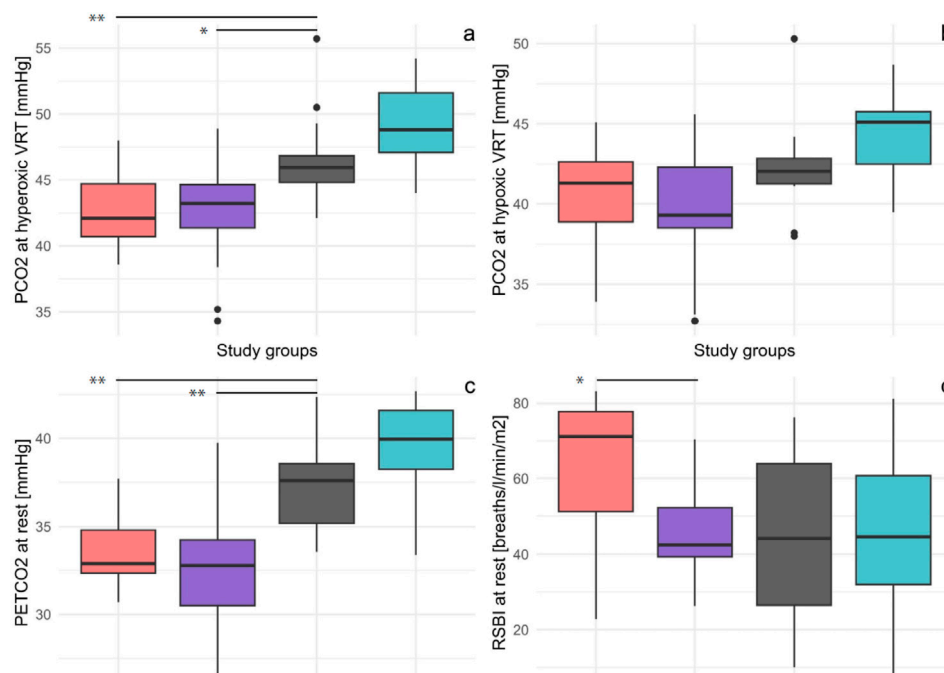 **
*
a
PCO2 at hyperoxic VRT [mmHg]
55
50
45
40
35
Study groups
PCO2 at hypoxic VRT [mmHg]
50
45
40
35
Study groups
**
**
c
PETCO2 at rest [mmHg]
40
35
30
*
RSBI at rest [breaths/l/min/m2]
80
60
40
20